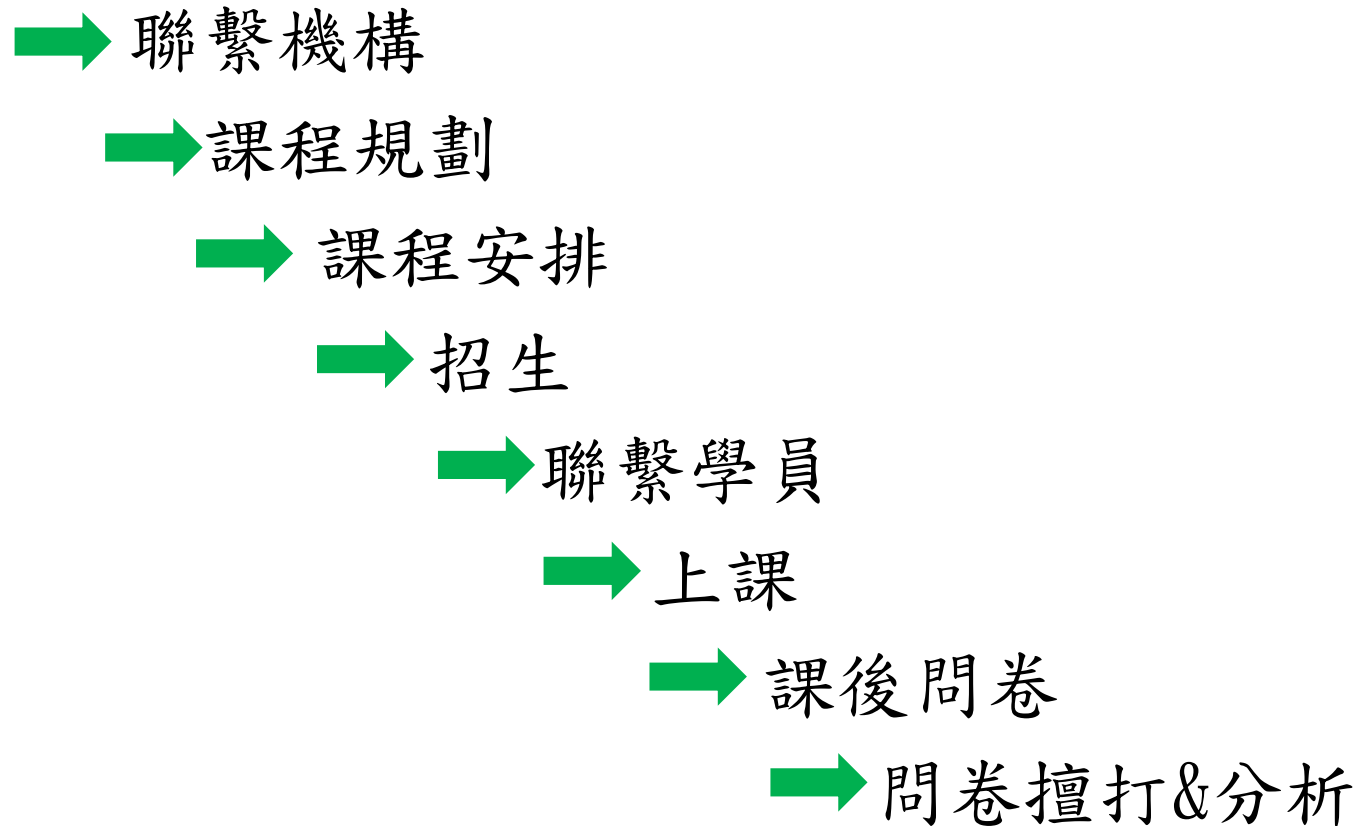 聯繫機構
課程規劃
課程安排
招生
聯繫學員
上課
課後問卷
問卷擅打&分析